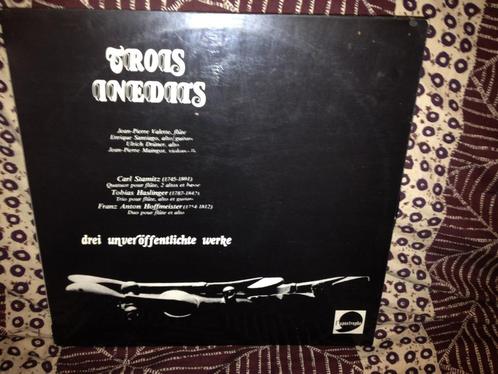 TROIS
INEDITS
Jean-Pierre Valette, flûte
Enrique Santiago, alto/guitare
Ulrich Drüner, alto
Jean-Pierre Maingot,
Carl Stamitz (1745-1801)
Quatuor pour flûte, 2 altos et basse
Tobias Haslinger (1787-1842)
Trio pour flûte, alto et guitare
Franz Anton Hoffmeister (1754-1812)
Duo pour flûte et alto
drei unveröffentlichte werke